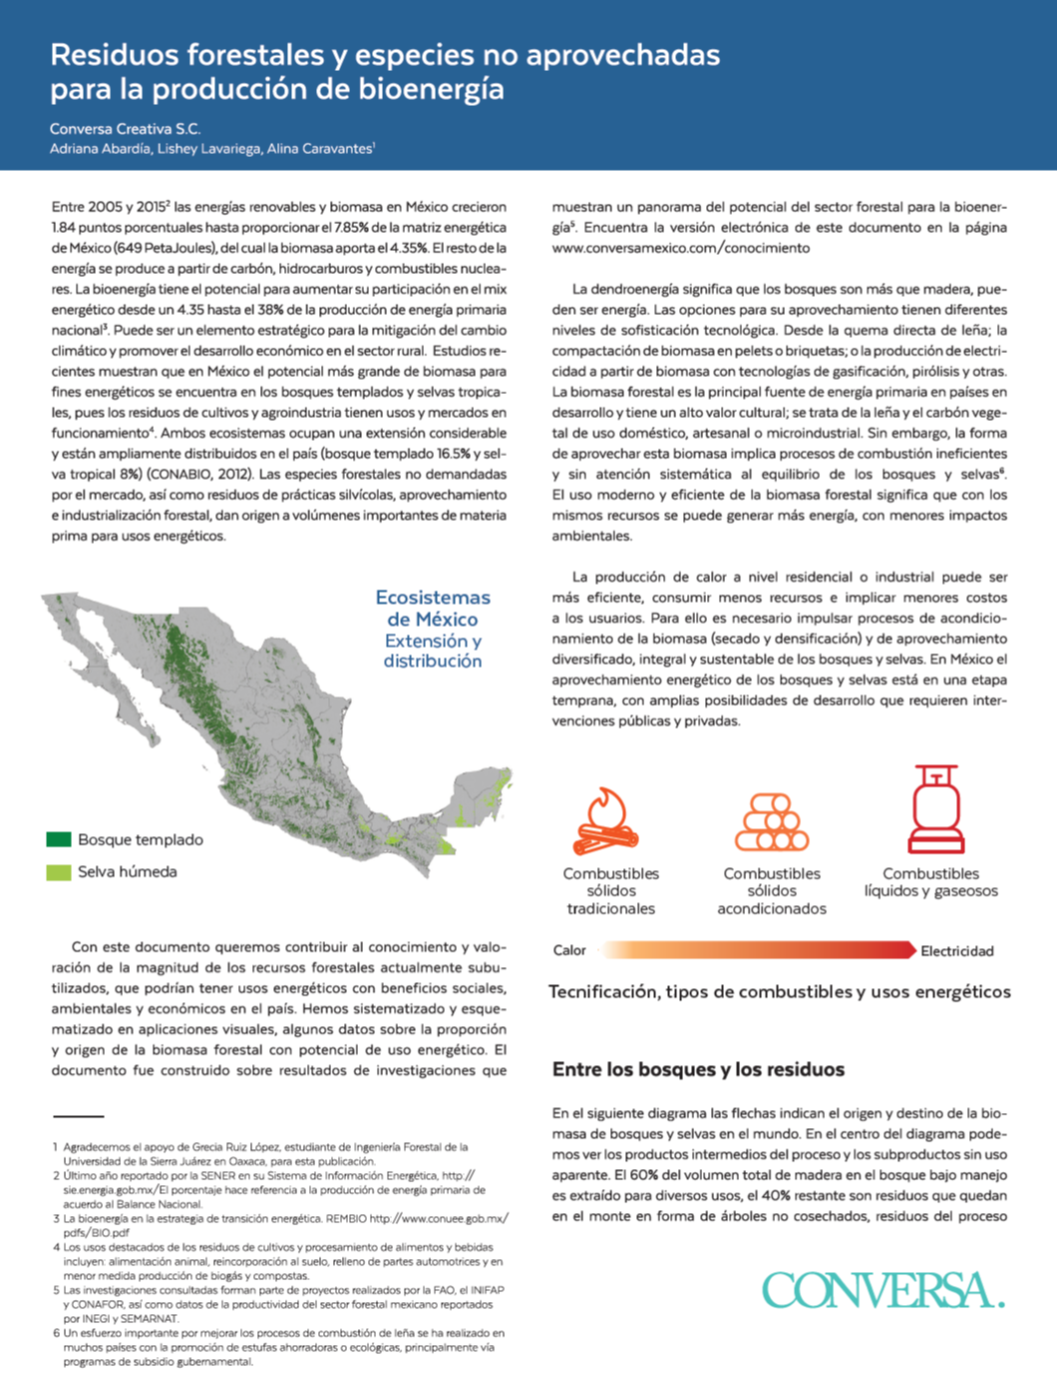 Residuos forestales y especies no aprovechadas
para la producción de bioenergía
Conversa Creativa S.C.
Adriana Abardía, Lishey Lavariega, Alina Caravantes¹
Entre 2005 y 2015² las energías renovables y biomasa en México crecieron
1.84 puntos porcentuales hasta proporcionar el 7.85% de la matriz energética
de México (649 PetaJoules), del cual la biomasa aporta el 4.35%. El resto de la
energía se produce a partir de carbón, hidrocarburos y combustibles nuclea-
res. La bioenergía tiene el potencial para aumentar su participación en el mix
energético desde un 4.35 hasta el 38% de la producción de energía primaria
nacional³. Puede ser un elemento estratégico para la mitigación del cambio
climático y promover el desarrollo económico en el sector rural. Estudios re-
cientes muestran que en México el potencial más grande de biomasa para
fines energéticos se encuentra en los bosques templados y selvas tropica-
les, pues los residuos de cultivos y agroindustria tienen usos y mercados en
funcionamiento⁴. Ambos ecosistemas ocupan una extensión considerable
y están ampliamente distribuidos en el país (bosque templado 16.5% y sel-
va tropical 8%) (CONABIO, 2012). Las especies forestales no demandadas
por el mercado, así como residuos de prácticas silvícolas, aprovechamiento
e industrialización forestal, dan origen a volúmenes importantes de materia
prima para usos energéticos.
Ecosistemas
de México
Extensión y
distribución
Bosque templado
Selva húmeda
Con este documento queremos contribuir al conocimiento y valo-
ración de la magnitud de los recursos forestales actualmente subu-
tilizados, que podrían tener usos energéticos con beneficios sociales,
ambientales y económicos en el país. Hemos sistematizado y esque-
matizado en aplicaciones visuales, algunos datos sobre la proporción
y origen de la biomasa forestal con potencial de uso energético. El
documento fue construido sobre resultados de investigaciones que
1 Agradecemos el apoyo de Grecia Ruiz López, estudiante de Ingeniería Forestal de la
Universidad de la Sierra Juárez en Oaxaca, para esta publicación.
2 Último año reportado por la SENER en su Sistema de Información Energética, http://
sie.energia.gob.mx/El porcentaje hace referencia a la producción de energía primaria de
acuerdo al Balance Nacional.
3 La bioenergía en la estrategia de transición energética. REMBIO http://www.conuee.gob.mx/
pdfs/BIO.pdf
4 Los usos destacados de los residuos de cultivos y procesamiento de alimentos y bebidas
incluyen: alimentación animal, reincorporación al suelo, relleno de partes automotrices y en
menor medida producción de biogás y compostas.
5 Las investigaciones consultadas forman parte de proyectos realizados por la FAO, el INIFAP
y CONAFOR, así como datos de la productividad del sector forestal mexicano reportados
por INEGI y SEMARNAT.
6 Un esfuerzo importante por mejorar los procesos de combustión de leña se ha realizado en
muchos países con la promoción de estufas ahorradoras o ecológicas, principalmente vía
programas de subsidio gubernamental.
muestran un panorama del potencial del sector forestal para la bioener-
gía⁵. Encuentra la versión electrónica de este documento en la página
www.conversamexico.com/conocimiento
La dendroenergía significa que los bosques son más que madera, pue-
den ser energía. Las opciones para su aprovechamiento tienen diferentes
niveles de sofisticación tecnológica. Desde la quema directa de leña; la
compactación de biomasa en pelets o briquetas; o la producción de electri-
cidad a partir de biomasa con tecnologías de gasificación, pirólisis y otras.
La biomasa forestal es la principal fuente de energía primaria en países en
desarrollo y tiene un alto valor cultural; se trata de la leña y el carbón vege-
tal de uso doméstico, artesanal o microindustrial. Sin embargo, la forma
de aprovechar esta biomasa implica procesos de combustión ineficientes
y sin atención sistemática al equilibrio de los bosques y selvas⁶.
El uso moderno y eficiente de la biomasa forestal significa que con los
mismos recursos se puede generar más energía, con menores impactos
ambientales.
La producción de calor a nivel residencial o industrial puede ser
más eficiente, consumir menos recursos e implicar menores costos
a los usuarios. Para ello es necesario impulsar procesos de acondicio-
namiento de la biomasa (secado y densificación) y de aprovechamiento
diversificado, integral y sustentable de los bosques y selvas. En México el
aprovechamiento energético de los bosques y selvas está en una etapa
temprana, con amplias posibilidades de desarrollo que requieren inter-
venciones públicas y privadas.
Combustibles
sólidos
tradicionales
Combustibles
sólidos
acondicionados
Combustibles
líquidos y gaseosos
Calor
Electricidad
Tecnificación, tipos de combustibles y usos energéticos
Entre los bosques y los residuos
En el siguiente diagrama las flechas indican el origen y destino de la bio-
masa de bosques y selvas en el mundo. En el centro del diagrama pode-
mos ver los productos intermedios del proceso y los subproductos sin uso
aparente. El 60% del volumen total de madera en el bosque bajo manejo
es extraído para diversos usos, el 40% restante son residuos que quedan
en el monte en forma de árboles no cosechados, residuos del proceso
CONVERSA.